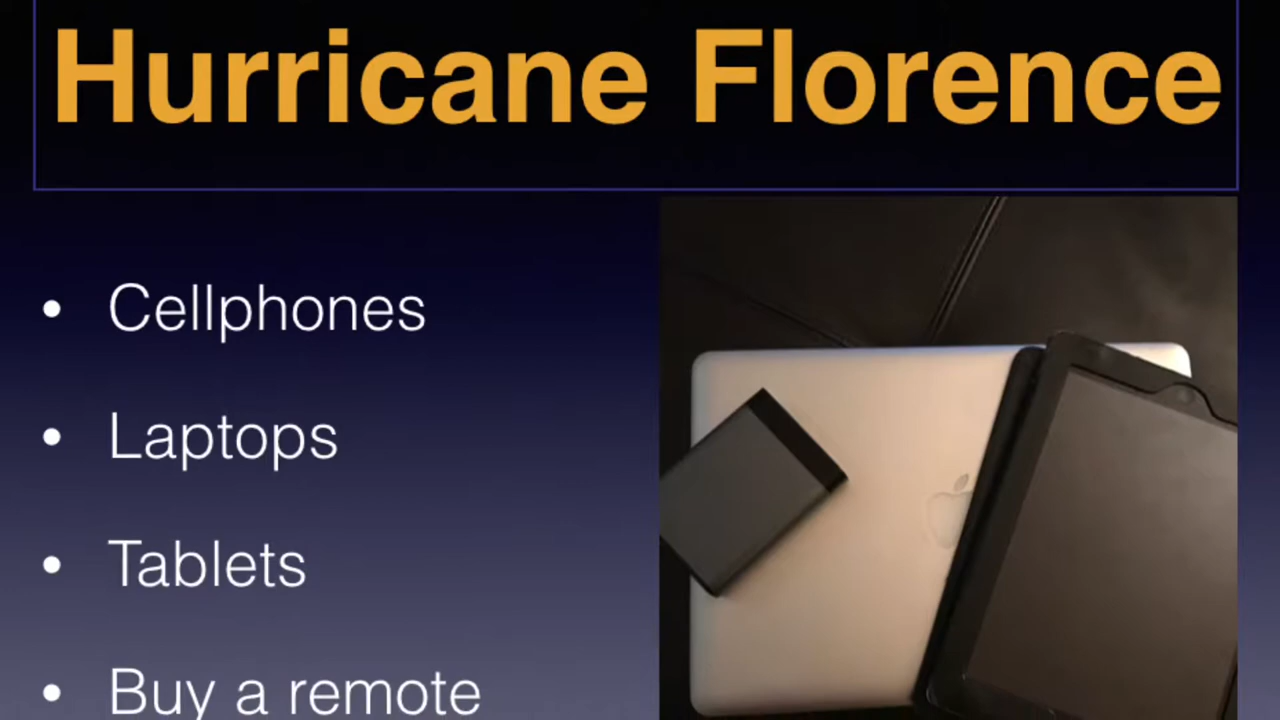 Hurricane Florence
• Cellphones
• Laptops
• Tablets
• Buy a remote